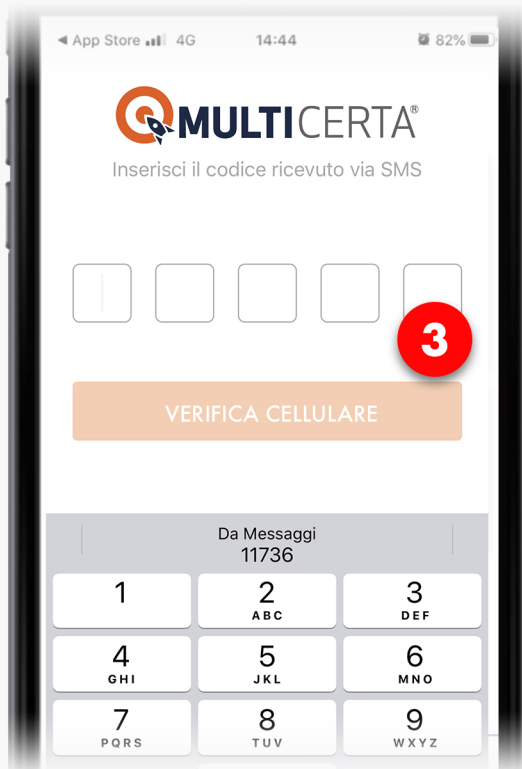 App Store 4G 14:44 82%
MULTICERTA®
Inserisci il codice ricevuto via SMS
3
VERIFICA CELLULARE
Da Messaggi
11736
1 2 3
ABC DEF
4 5 6
GHI JKL MNO
7 8 9
PQRS TUV WXYZ